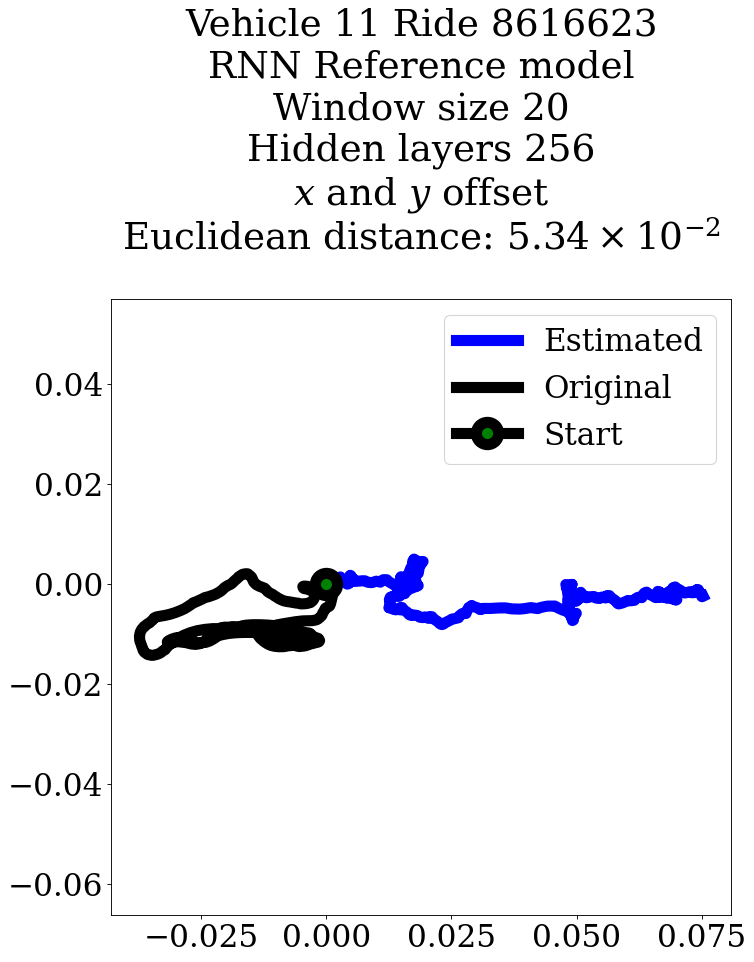 Vehicle 11 Ride 8616623
RNN Reference model
Window size 20
Hidden layers 256
x and y offset
Euclidean distance: 5.34 × 10⁻²
Estimated
Original
Start
0.04
0.02
0.00
−0.02
−0.04
−0.06
−0.025 0.000 0.025 0.050 0.075